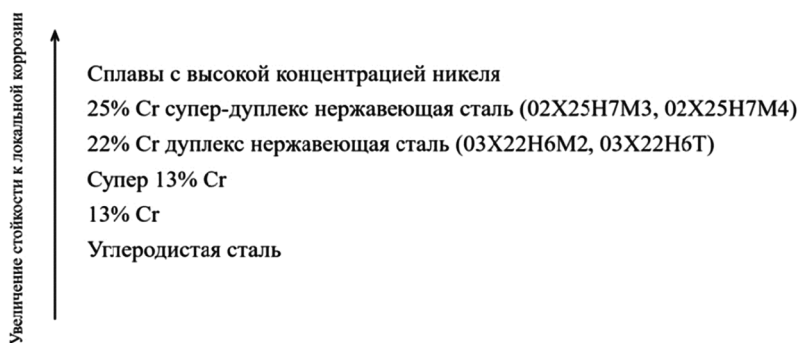 Увеличение стойкости к локальной коррозии
Сплавы с высокой концентрацией никеля
25% Cr супер-дуплекс нержавеющая сталь (02Х25Н7М3, 02Х25Н7М4)
22% Cr дуплекс нержавеющая сталь (03Х22Н6М2, 03Х22Н6Т)
Супер 13% Cr
13% Cr
Углеродистая сталь